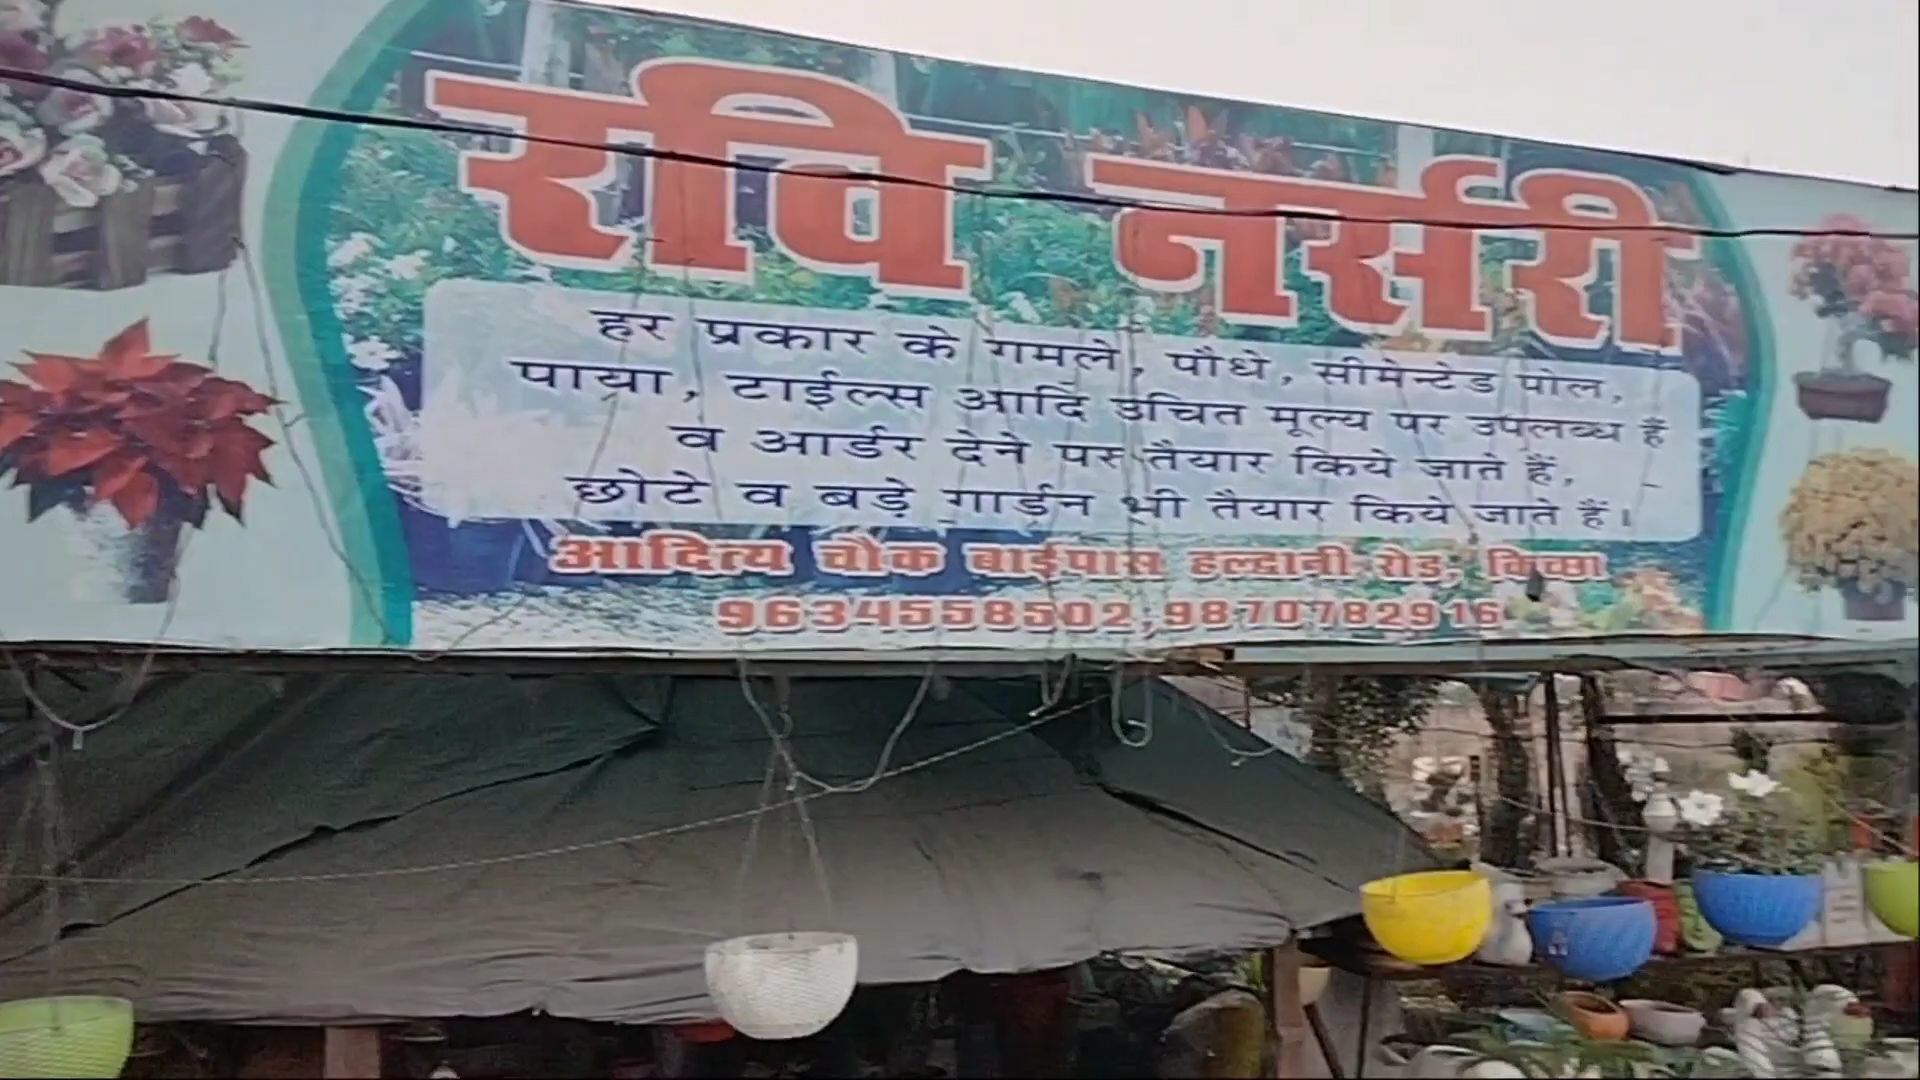 रवि नर्सरी
हर प्रकार के गमले, पौधे, सीमेन्टेड पोल,
पाया, टाईल्स आदि उचित मूल्य पर उपलब्ध हैं
व आर्डर देने पर तैयार किये जाते हैं,
छोटे व बड़े गार्डन भी तैयार किये जाते हैं।
आदित्य चौक बाईपास हल्द्वानी रोड, किच्छा
9634558502,9870782916